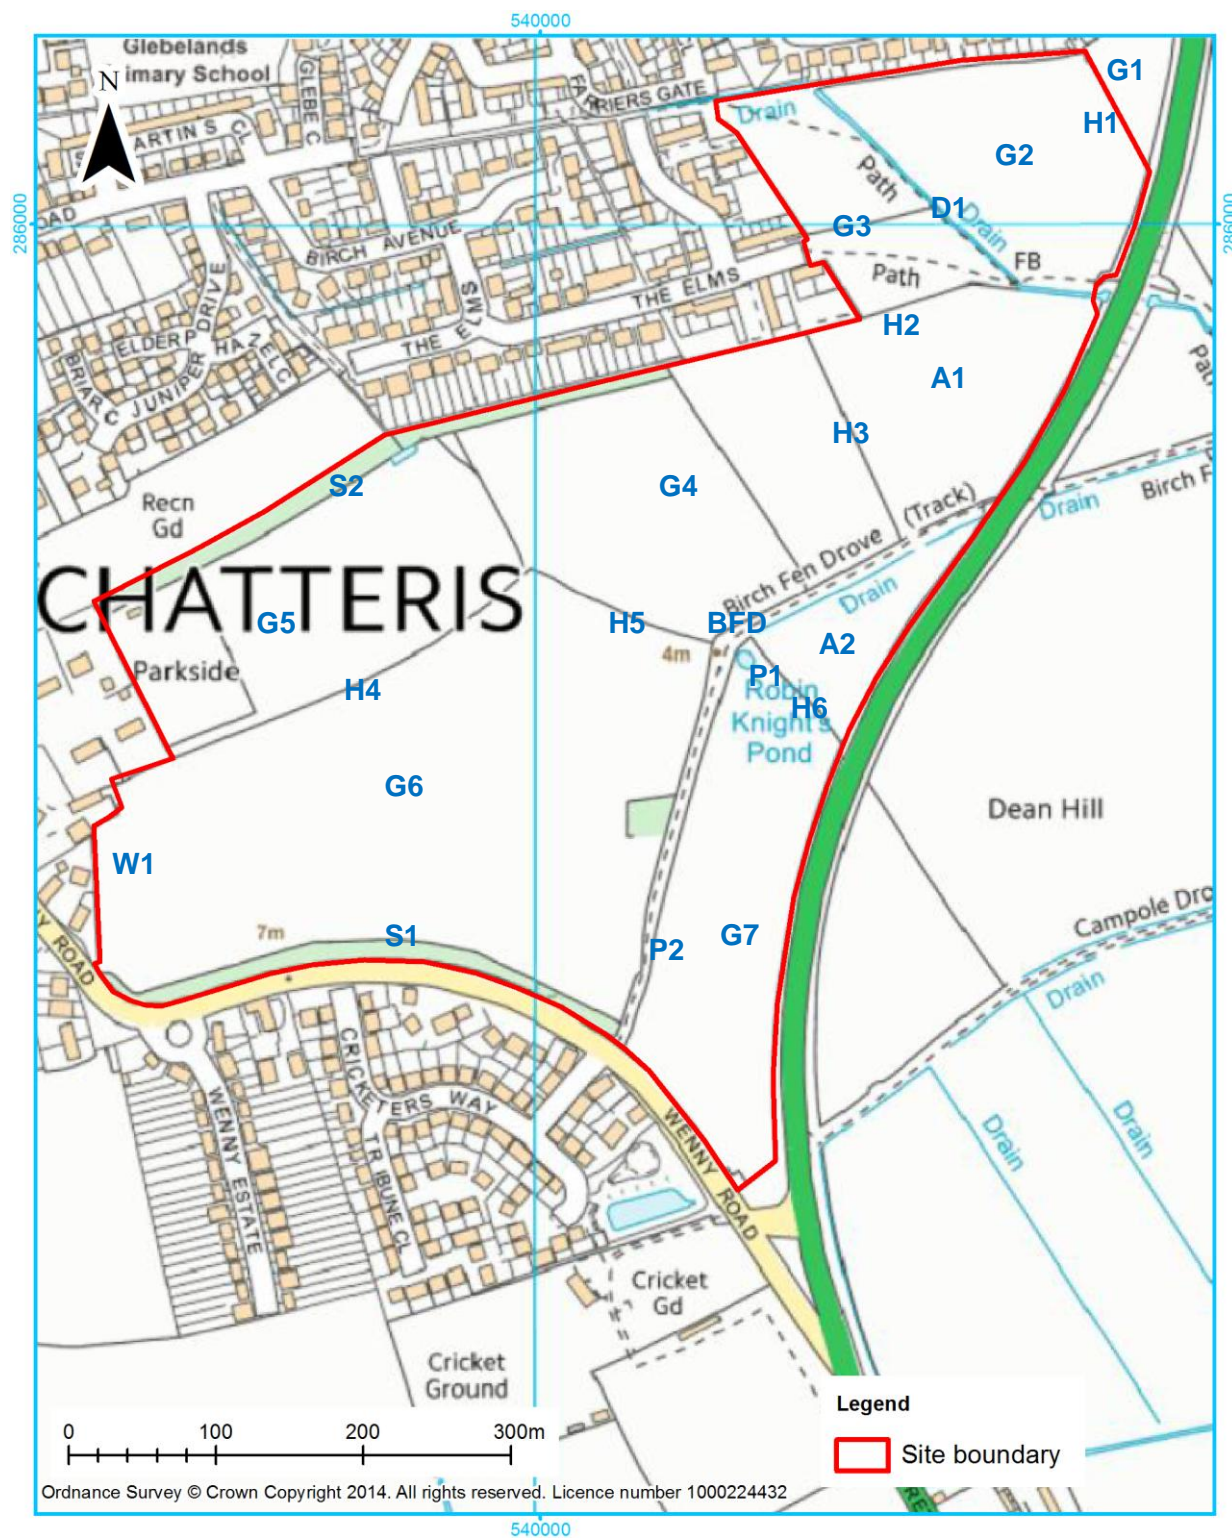 540000
Glebelands
imary School
N
GLEBE C
RRIERS GATE
ARTIN S CL
Drain
G1
H1
G2
Path
OAD
D1
Drain
286000
G3
BIRCH AVENUE
FB
Path
THE ELMS
THE ELMS
H2
ELDER
JUNIPER DRIVE
HAZEL C
BRIAR C
A1
H3
S2
G4
Recn
Gd
Birch Fen Drove (Track)
Drain
Birch F
CHATTERIS
Drain
G5
H5
BFD
A2
4m
Parkside
P1
H4
Robin
Knight's
Pond
H6
G6
Dean Hill
W1
7m
S1
G7
P2
Campole Dro
Drain
NY ROAD
CRICKETERS WAY
TRIBUNE CL
WENNY ESTATE
WENNY ROAD
Drain
Drain
Cricket
Gd
Cricket
Ground
Legend
Site boundary
0 100 200 300m
Ordnance Survey © Crown Copyright 2014. All rights reserved. Licence number 1000224432
540000